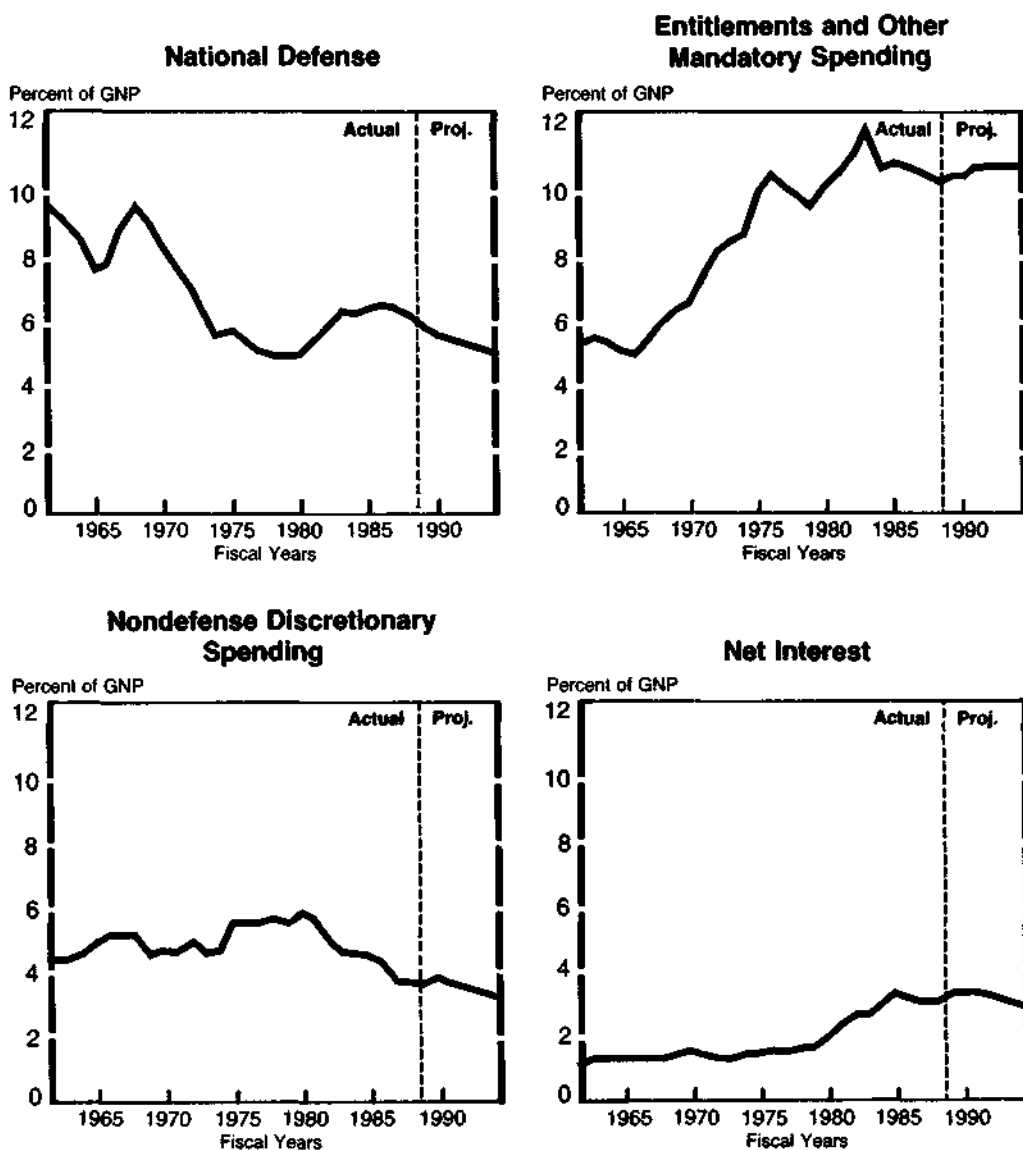 National Defense
Percent of GNP
Actual Proj.
12
10
8
6
4
2
0
1965 1970 1975 1980 1985 1990
Fiscal Years
Entitlements and Other
Mandatory Spending
Percent of GNP
Actual Proj.
12
10
8
6
4
2
0
1965 1970 1975 1980 1985 1990
Fiscal Years
Nondefense Discretionary
Spending
Percent of GNP
Actual Proj.
12
10
8
6
4
2
0
1965 1970 1975 1980 1985 1990
Fiscal Years
Net Interest
Percent of GNP
Actual Proj.
12
10
8
6
4
2
0
1965 1970 1975 1980 1985 1990
Fiscal Years